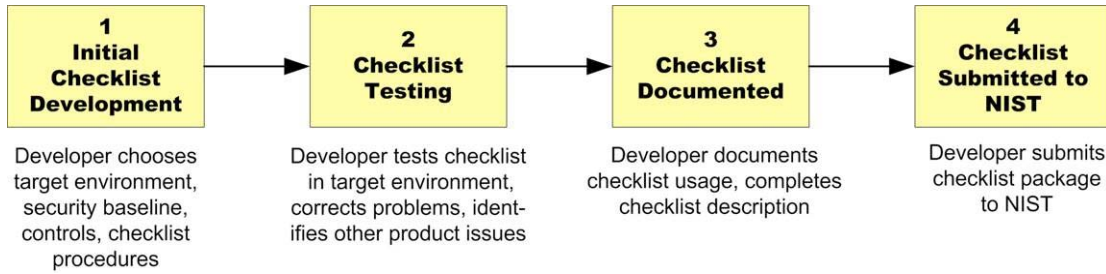 1
Initial
Checklist
Development
Developer chooses
target environment,
security baseline,
controls, checklist
procedures
2
Checklist
Testing
Developer tests checklist
in target environment,
corrects problems, ident-
ifies other product issues
3
Checklist
Documented
Developer documents
checklist usage, completes
checklist description
4
Checklist
Submitted to
NIST
Developer submits
checklist package
to NIST